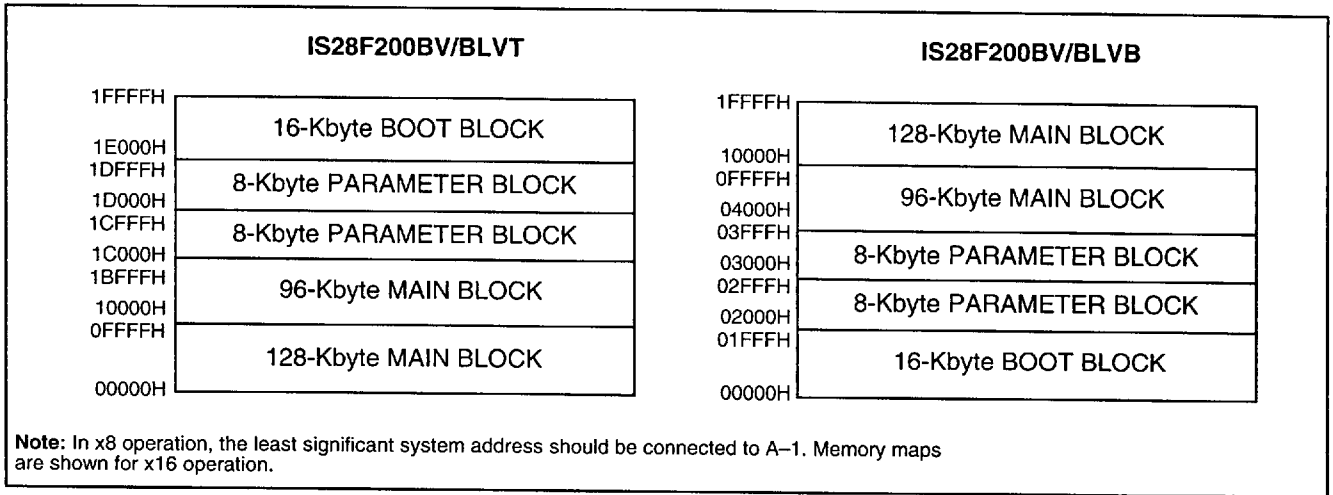 IS28F200BV/BLVT
1FFFFH
16-Kbyte BOOT BLOCK
1E000H
1DFFFH
8-Kbyte PARAMETER BLOCK
1D000H
1CFFFH
8-Kbyte PARAMETER BLOCK
1C000H
1BFFFH
96-Kbyte MAIN BLOCK
10000H
0FFFFH
128-Kbyte MAIN BLOCK
00000H
IS28F200BV/BLVB
1FFFFH
128-Kbyte MAIN BLOCK
10000H
0FFFFH
96-Kbyte MAIN BLOCK
04000H
03FFFH
8-Kbyte PARAMETER BLOCK
03000H
02FFFH
8-Kbyte PARAMETER BLOCK
02000H
01FFFH
16-Kbyte BOOT BLOCK
00000H
Note: In x8 operation, the least significant system address should be connected to A–1. Memory maps
are shown for x16 operation.